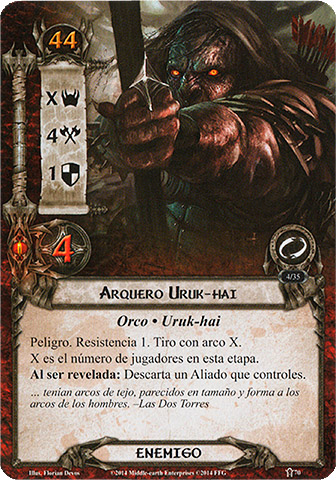 44
X
4
1
4
4/35
Arquero Uruk-hai
Orco • Uruk-hai
Peligro. Resistencia 1. Tiro con arco X.
X es el número de jugadores en esta etapa.
Al ser revelada: Descarta un Aliado que controles.
… tenían arcos de tejo, parecidos en tamaño y forma a los
arcos de los hombres, –Las Dos Torres
ENEMIGO
Illus. Florian Devos
©2014 Middle-earth Enterprises ©2014 FFG
70